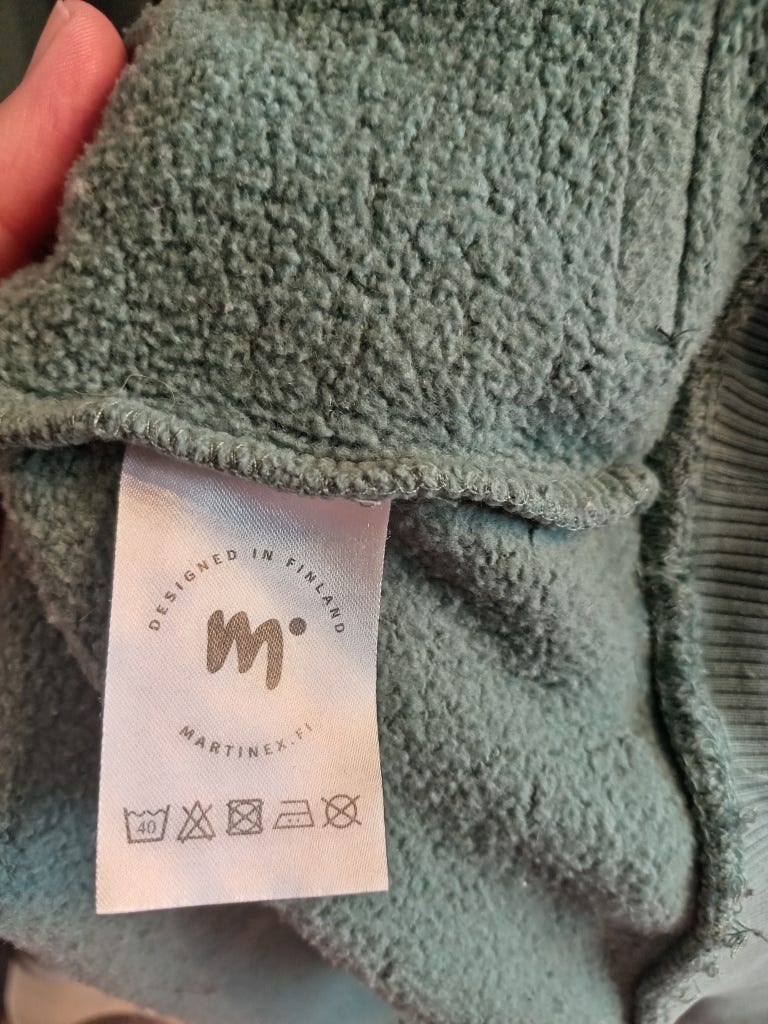 DESIGNED IN FINLAND
m
MARTINEX.FI
40